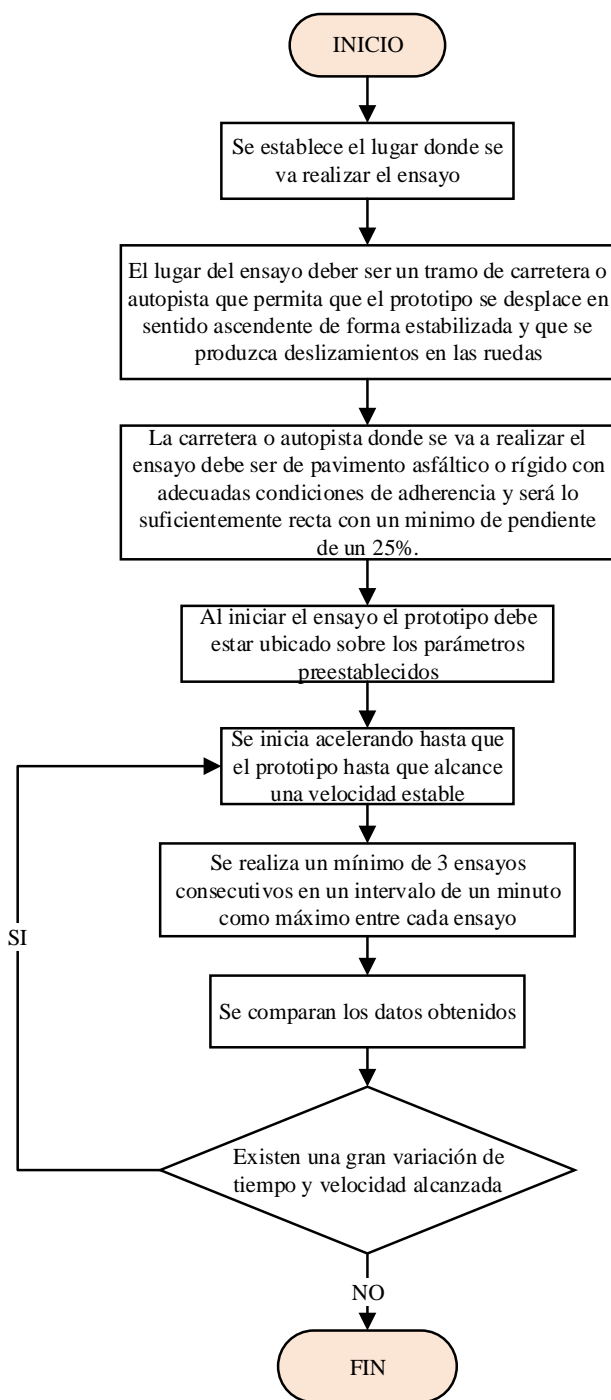 INICIO
Se establece el lugar donde se
va realizar el ensayo
El lugar del ensayo deber ser un tramo de carretera o
autopista que permita que el prototipo se desplace en
sentido ascendente de forma estabilizada y que se
produzca deslizamientos en las ruedas
La carretera o autopista donde se va a realizar el
ensayo debe ser de pavimento asfáltico o rígido con
adecuadas condiciones de adherencia y será lo
suficientemente recta con un minimo de pendiente
de un 25%.
Al iniciar el ensayo el prototipo debe
estar ubicado sobre los parámetros
preestablecidos
Se inicia acelerando hasta que
el prototipo hasta que alcance
una velocidad estable
Se realiza un mínimo de 3 ensayos
consecutivos en un intervalo de un minuto
como máximo entre cada ensayo
SI
Se comparan los datos obtenidos
Existen una gran variación de
tiempo y velocidad alcanzada
NO
FIN